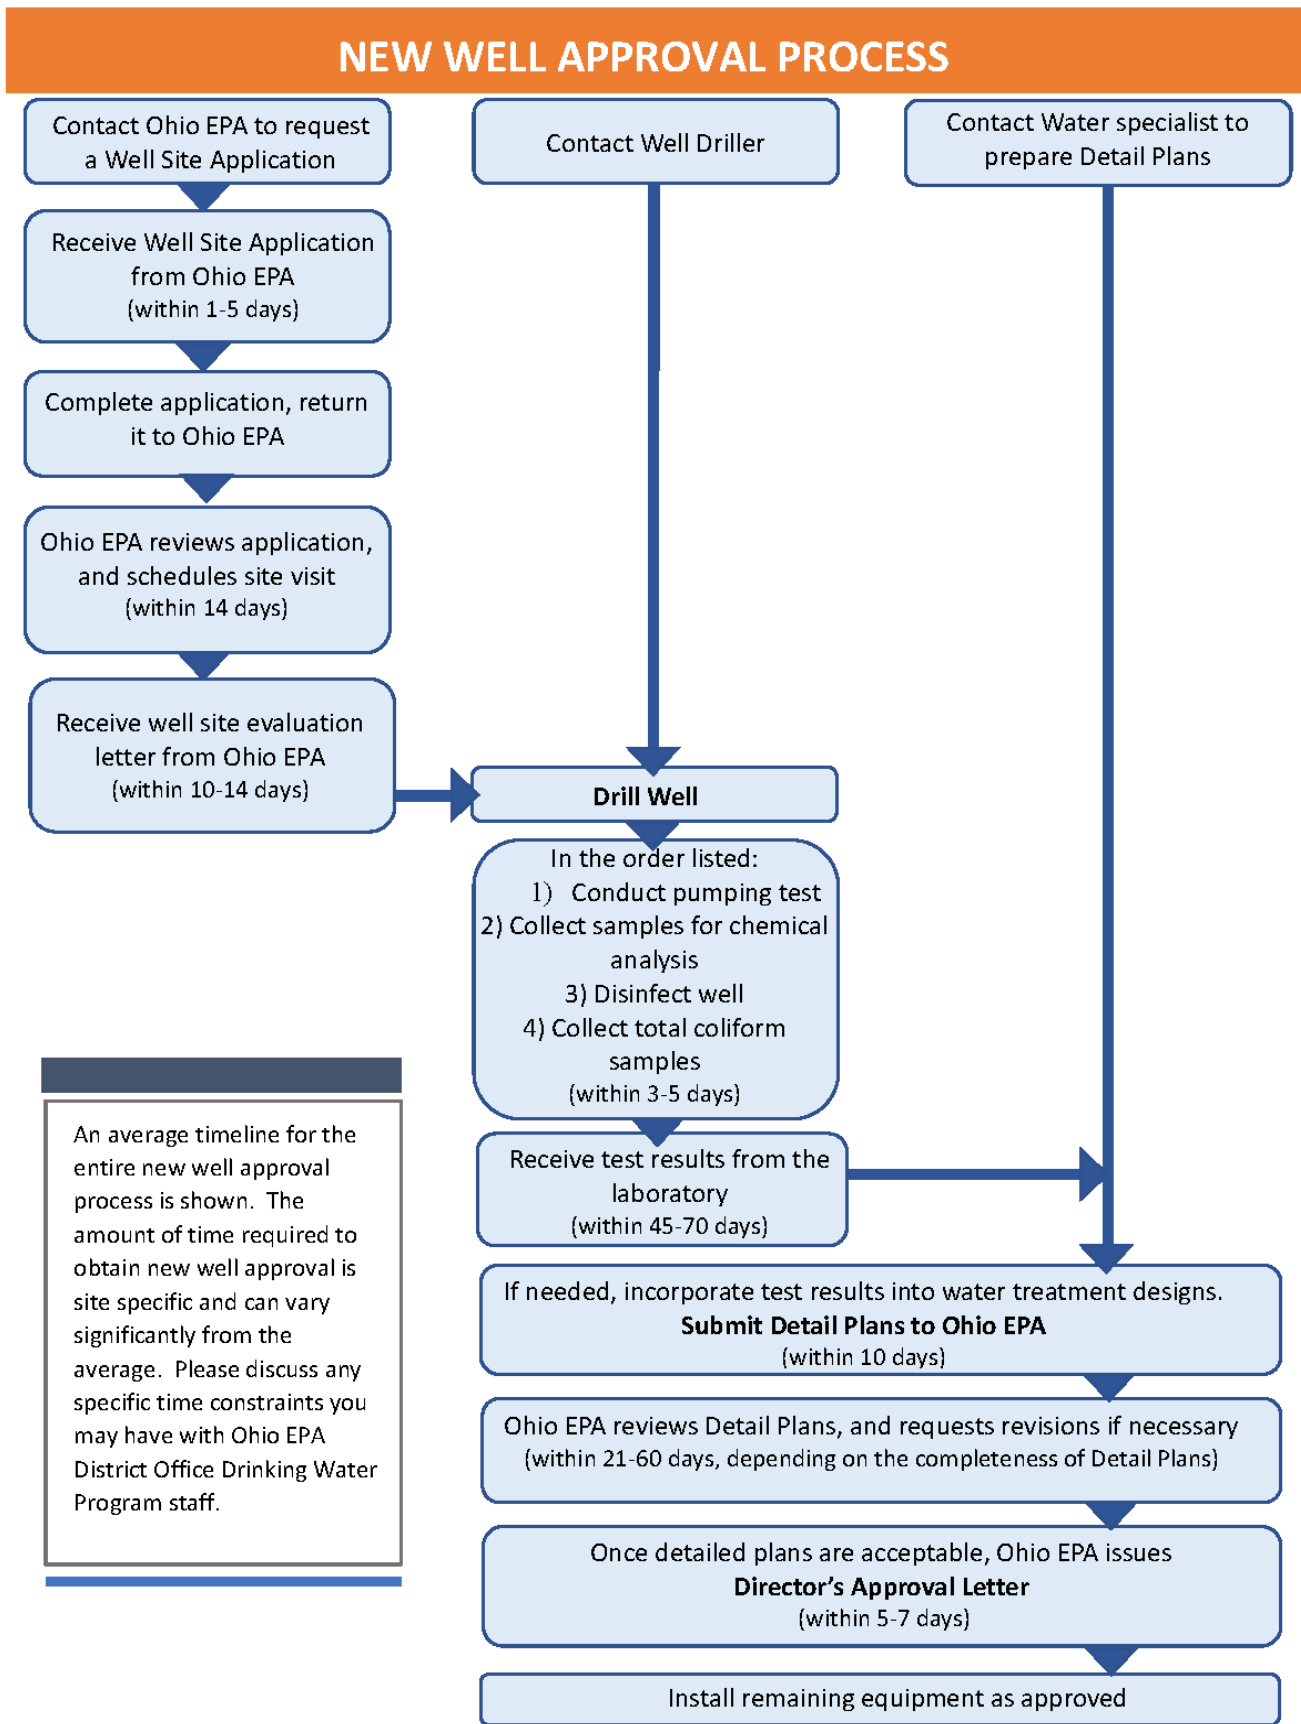 NEW WELL APPROVAL PROCESS
Contact Ohio EPA to request
a Well Site Application
Receive Well Site Application
from Ohio EPA
(within 1-5 days)
Complete application, return
it to Ohio EPA
Ohio EPA reviews application,
and schedules site visit
(within 14 days)
Receive well site evaluation
letter from Ohio EPA
(within 10-14 days)
Contact Well Driller
Contact Water specialist to
prepare Detail Plans
Drill Well
In the order listed:
1) Conduct pumping test
2) Collect samples for chemical
analysis
3) Disinfect well
4) Collect total coliform
samples
(within 3-5 days)
Receive test results from the
laboratory
(within 45-70 days)
If needed, incorporate test results into water treatment designs.
Submit Detail Plans to Ohio EPA
(within 10 days)
Ohio EPA reviews Detail Plans, and requests revisions if necessary
(within 21-60 days, depending on the completeness of Detail Plans)
Once detailed plans are acceptable, Ohio EPA issues
Director’s Approval Letter
(within 5-7 days)
Install remaining equipment as approved
An average timeline for the
entire new well approval
process is shown.  The
amount of time required to
obtain new well approval is
site specific and can vary
significantly from the
average.  Please discuss any
specific time constraints you
may have with Ohio EPA
District Office Drinking Water
Program staff.